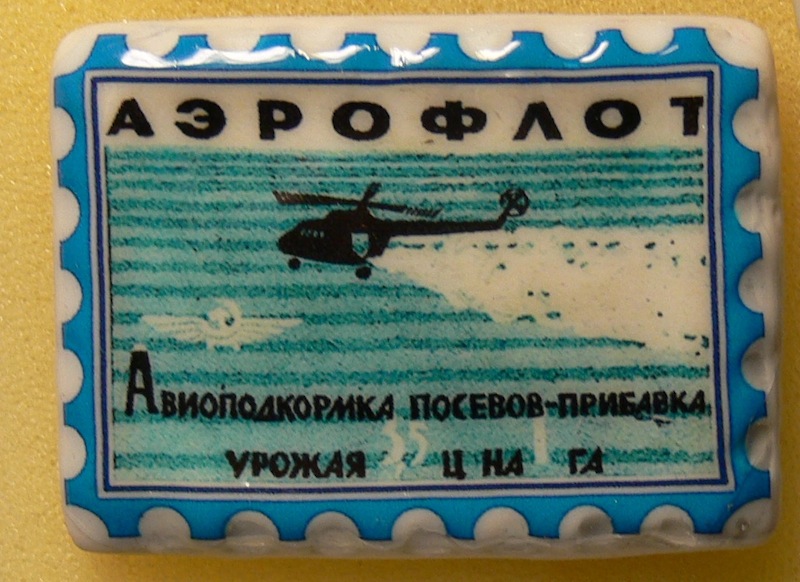 АЭРОФЛОТ
АВИОПОДКОРМКА ПОСЕВОВ-ПРИБАВКА
УРОЖАЯ 3,5 Ц НА 1 ГА